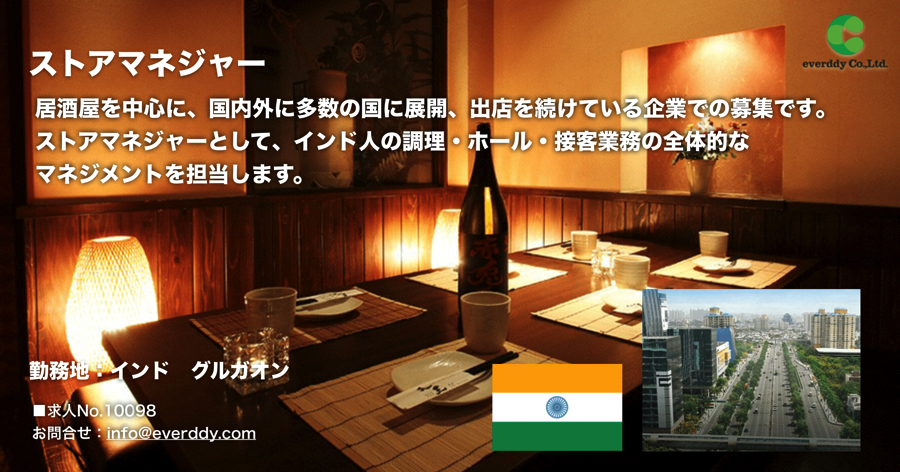 everddy Co.,Ltd.
ストアマネジャー
居酒屋を中心に、国内外に多数の国に展開、出店を続けている企業での募集です。
ストアマネジャーとして、インド人の調理・ホール・接客業務の全体的な
マネジメントを担当します。
勤務地：インド　グルガオン
■求人No.10098
お問合せ：info@everddy.com